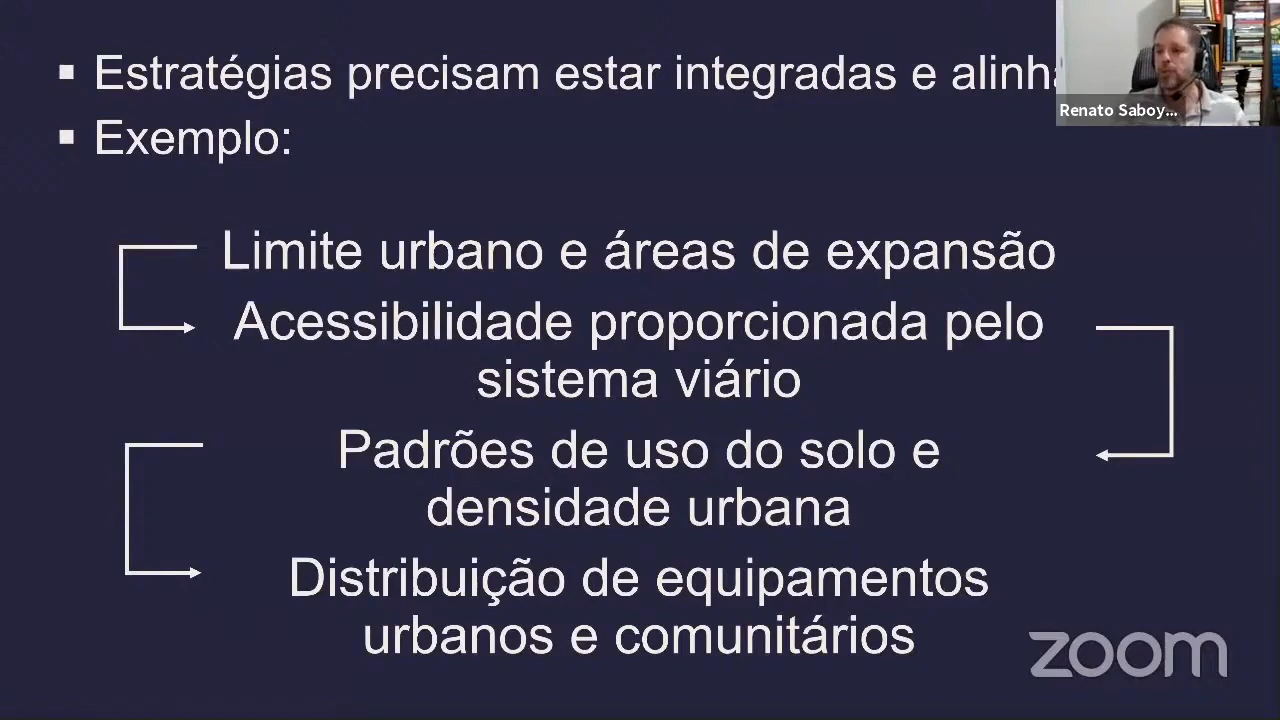 Estratégias precisam estar integradas e
Exemplo:
Renato Saboy...
Limite urbano e áreas de expansão
Acessibilidade proporcionada pelo
sistema viário
Padrões de uso do solo e
densidade urbana
Distribuição de equipamentos
urbanos e comunitários
zoom